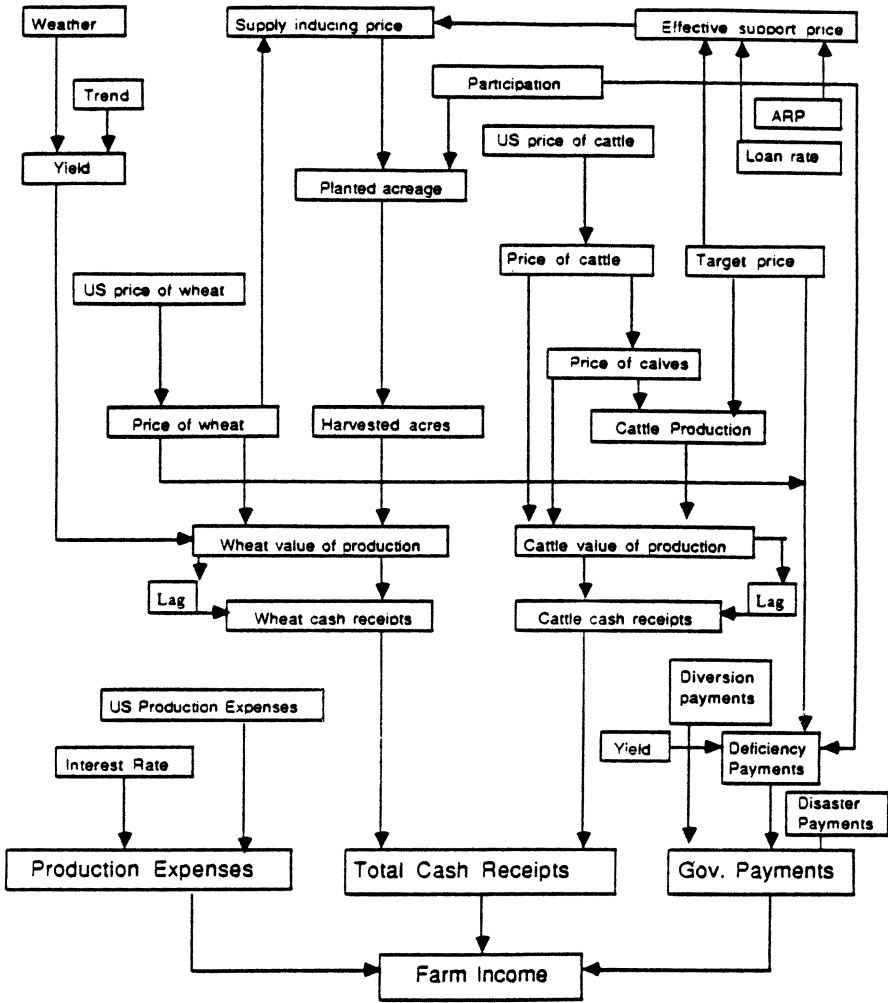 Weather
Supply inducing price
Effective support price
Trend
Participation
ARP
US price of cattle
Loan rate
Yield
Planted acreage
Price of cattle
Target price
US price of wheat
Price of calves
Price of wheat
Harvested acres
Cattle Production
Wheat value of production
Cattle value of production
Lag
Lag
Wheat cash receipts
Cattle cash receipts
Diversion
payments
US Production Expenses
Yield
Deficiency
Payments
Interest Rate
Disaster
Payments
Production Expenses
Total Cash Receipts
Gov. Payments
Farm Income